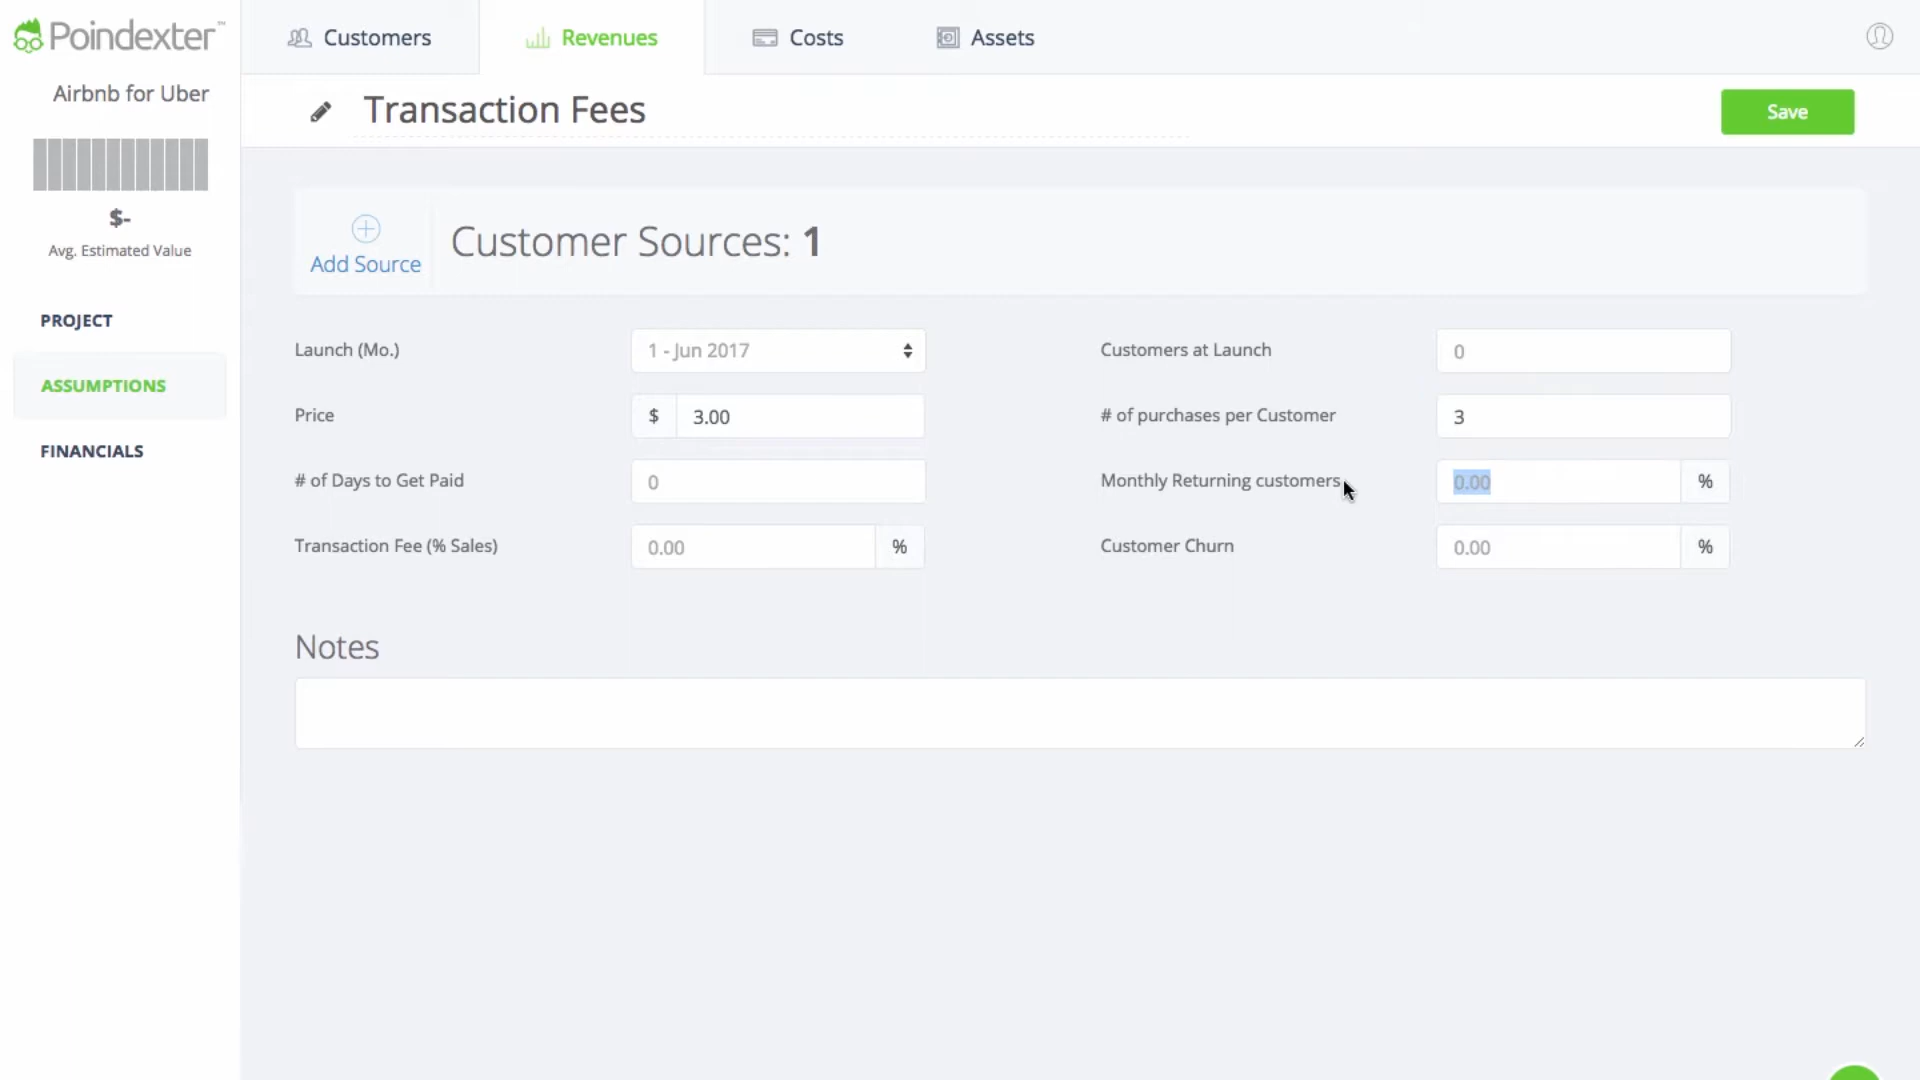 Poindexter™
Customers
Revenues
Costs
Assets
Airbnb for Uber
Transaction Fees
Save
$-
Avg. Estimated Value
Add Source
Customer Sources: 1
PROJECT
ASSUMPTIONS
FINANCIALS
Launch (Mo.)
1 - Jun 2017
Customers at Launch
0
Price
$ 3.00
# of purchases per Customer
3
# of Days to Get Paid
0
Monthly Returning customers
0.00 %
Transaction Fee (% Sales)
0.00 %
Customer Churn
0.00 %
Notes